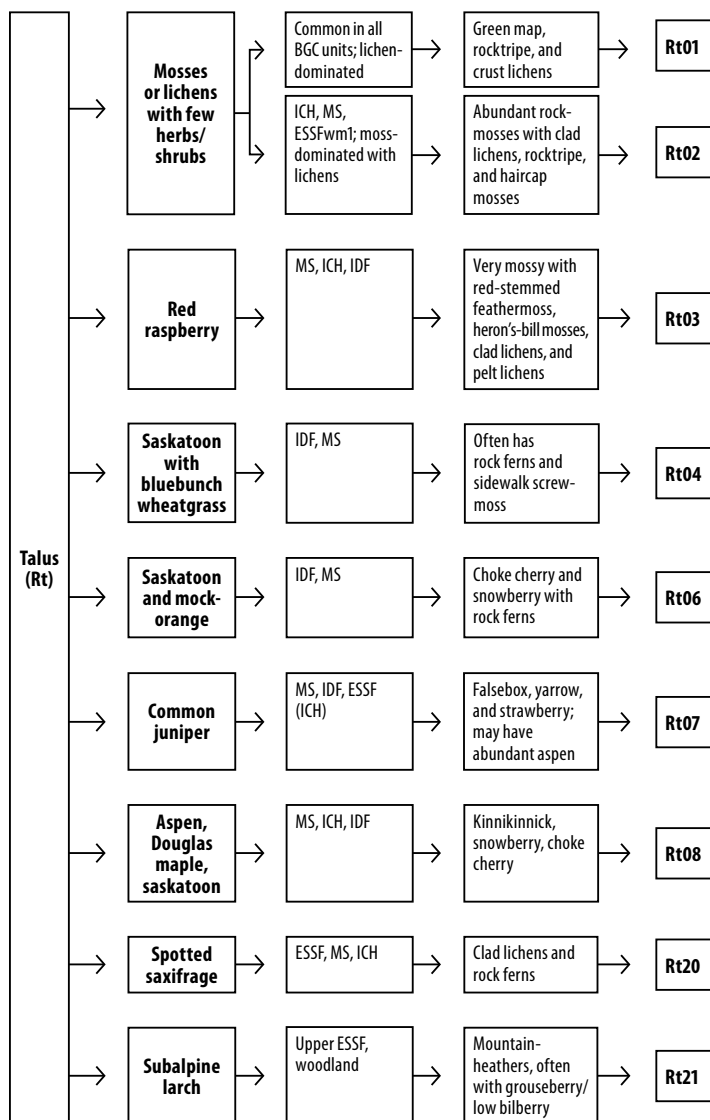 Talus
(Rt)
Mosses
or lichens
with few
herbs/
shrubs
Common in all
BGC units; lichen-
dominated
Green map,
rocktripe, and
crust lichens
Rt01
ICH, MS,
ESSFwm1; moss-
dominated with
lichens
Abundant rock-
mosses with clad
lichens, rocktripe,
and haircap
mosses
Rt02
Red
raspberry
MS, ICH, IDF
Very mossy with
red-stemmed
feathermoss,
heron's-bill mosses,
clad lichens, and
pelt lichens
Rt03
Saskatoon
with
bluebunch
wheatgrass
IDF, MS
Often has
rock ferns and
sidewalk screw-
moss
Rt04
Saskatoon
and mock-
orange
IDF, MS
Choke cherry and
snowberry with
rock ferns
Rt06
Common
juniper
MS, IDF, ESSF
(ICH)
Falsebox, yarrow,
and strawberry;
may have
abundant aspen
Rt07
Aspen,
Douglas
maple,
saskatoon
MS, ICH, IDF
Kinnikinnick,
snowberry, choke
cherry
Rt08
Spotted
saxifrage
ESSF, MS, ICH
Clad lichens and
rock ferns
Rt20
Subalpine
larch
Upper ESSF,
woodland
Mountain-
heathers, often
with grouseberry/
low bilberry
Rt21